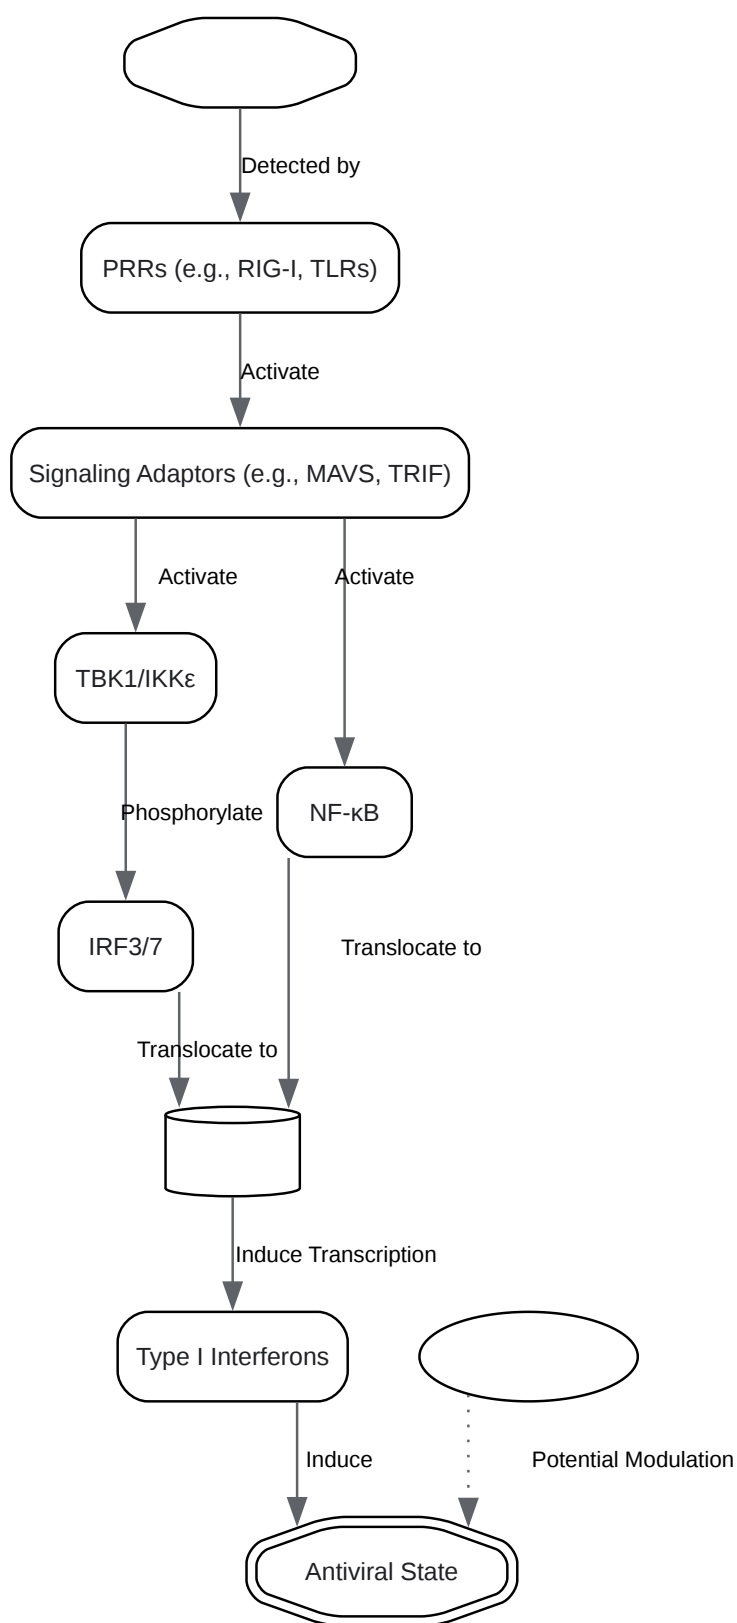 Detected by
PRRs (e.g., RIG-I, TLRs)
Activate
Signaling Adaptors (e.g., MAVS, TRIF)
Activate
Activate
TBK1/IKKε
Phosphorylate
NF-κB
IRF3/7
Translocate to
Translocate to
Induce Transcription
Type I Interferons
Induce
Potential Modulation
Antiviral State